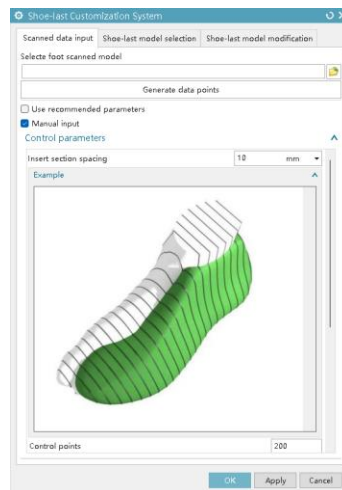 Shoe-last Customization System
Scanned data input Shoe-last model selection Shoe-last model modification
Selecte foot scanned model
Generate data points
Use recommended parameters
Manual input
Control parameters
Insert section spacing 10 mm
Example
Control points 200
OK Apply Cancel